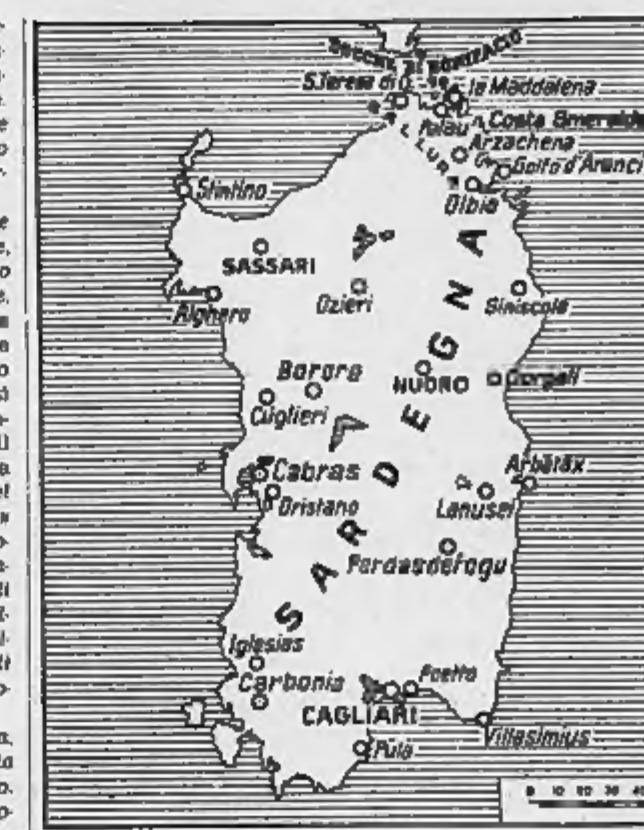 BOCCHE DI BONIFACIO
S.Teresa di G.
la Maddalena
Palau
Costa Smeralda
Arzachena
GALLURA
Golfo d'Aranci
Olbia
Stintino
SASSARI
Alghero
Ozieri
Siniscola
SARDEGNA
Borore
NUORO
Dorgali
Cuglieri
Cabras
Oristano
Arbatax
Lanusei
Perdasdefogu
Iglesias
Carbonia
Poetto
CAGLIARI
Pula
Villasimius
0 10 20 30 40